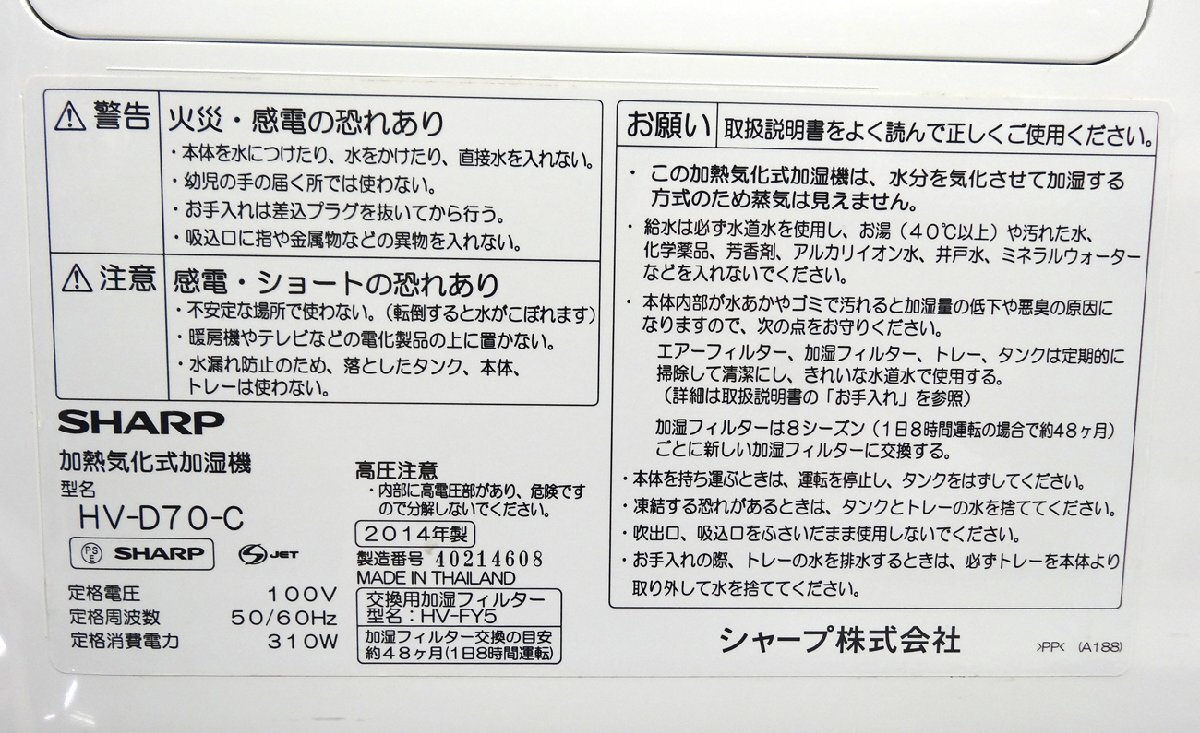 ⚠警告 火災・感電の恐れあり
・本体を水につけたり、水をかけたり、直接水を入れない。
・幼児の手の届く所では使わない。
・お手入れは差込プラグを抜いてから行う。
・吸込口に指や金属物などの異物を入れない。
⚠注意 感電・ショートの恐れあり
・不安定な場所で使わない。(転倒すると水がこぼれます)
・暖房機やテレビなどの電化製品の上に置かない。
・水漏れ防止のため、落としたタンク、本体、
トレーは使わない。
SHARP
加熱気化式加湿機
型名
HV-D70-C
PSE SHARP
S JET
定格電圧 100V
定格周波数 50/60Hz
定格消費電力 310W
高圧注意
・内部に高電圧部があり、危険です
ので分解しないでください。
2014年製
製造番号 40214608
MADE IN THAILAND
交換用加湿フィルター
型名:HV-FY5
加湿フィルター交換の目安
約48ヶ月(1日8時間運転)
お願い 取扱説明書をよく読んで正しくご使用ください。
・この加熱気化式加湿機は、水分を気化させて加湿する
方式のため蒸気は見えません。
・給水は必ず水道水を使用し、お湯(40℃以上)や汚れた水、
化学薬品、芳香剤、アルカリイオン水、井戸水、ミネラルウォーター
などを入れないでください。
・本体内部が水あかやゴミで汚れると加湿量の低下や悪臭の原因に
なりますので、次の点をお守りください。
エアーフィルター、加湿フィルター、トレー、タンクは定期的に
掃除して清潔にし、きれいな水道水で使用する。
(詳細は取扱説明書の「お手入れ」を参照)
加湿フィルターは8シーズン(1日8時間運転の場合で約48ヶ月)
ごとに新しい加湿フィルターに交換する。
・本体を持ち運ぶときは、運転を停止し、タンクをはずしてください。
・凍結する恐れがあるときは、タンクとトレーの水を捨ててください。
・吹出口、吸込口をふさいだまま使用しないでください。
・お手入れの際、トレーの水を排水するときは、必ずトレーを本体より
取り外して水を捨ててください。
シャープ株式会社
>PP< (A188)